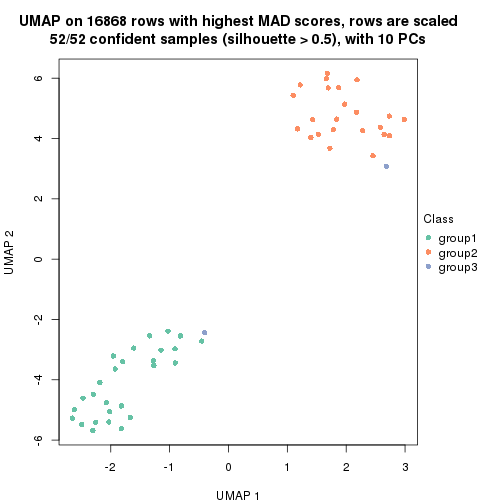 UMAP on 16868 rows with highest MAD scores, rows are scaled
52/52 confident samples (silhouette > 0.5), with 10 PCs
6
4
2
0
-2
-4
-6
UMAP 2
-2
-1
0
1
2
3
UMAP 1
Class
group1
group2
group3